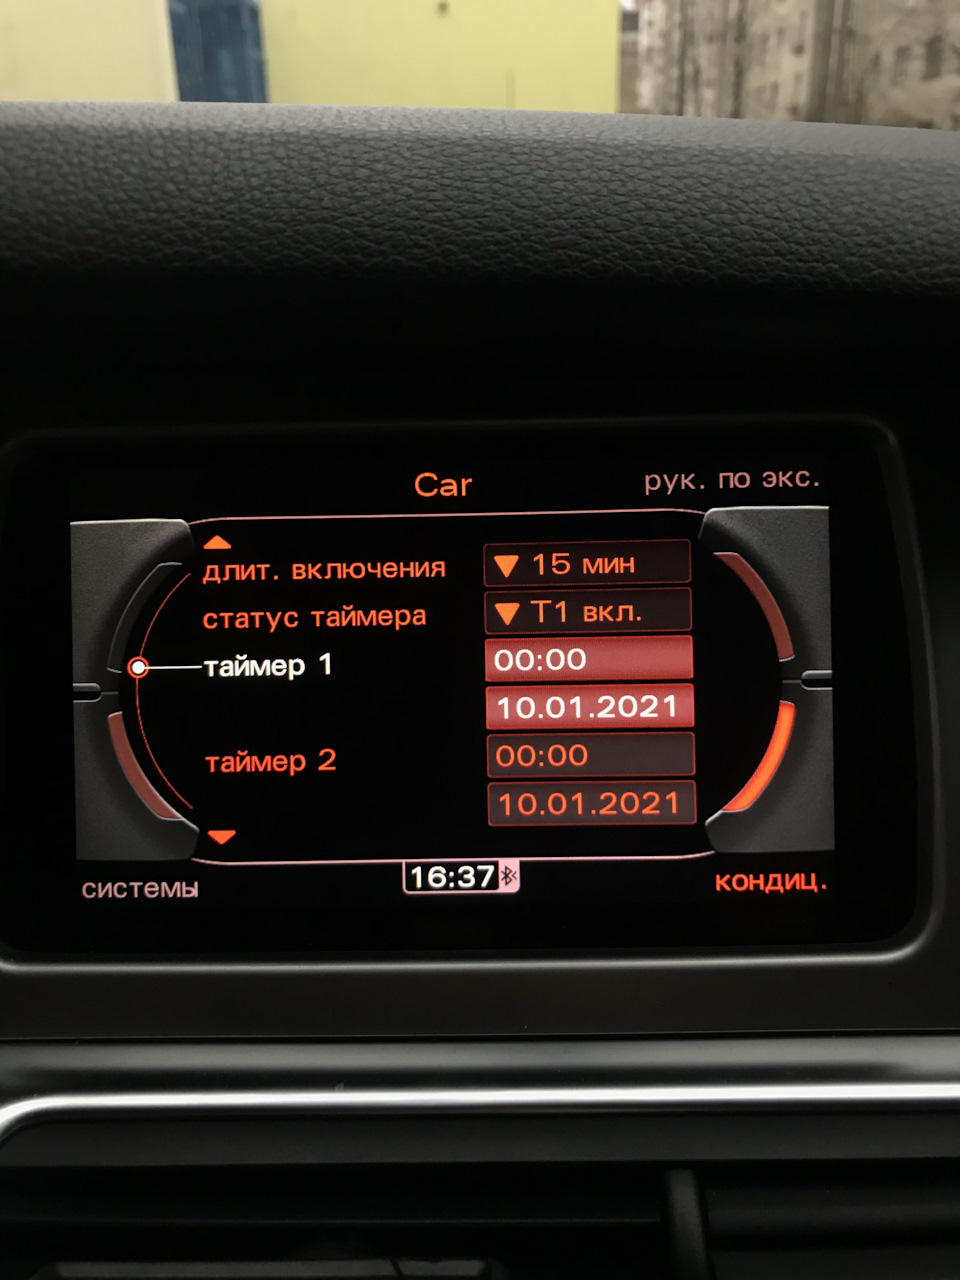 Car
рук. по экс.
длит. включения ▼ 15 мин
статус таймера ▼ T1 вкл.
таймер 1 00:00
10.01.2021
таймер 2 00:00
10.01.2021
системы 16:37 кондиц.